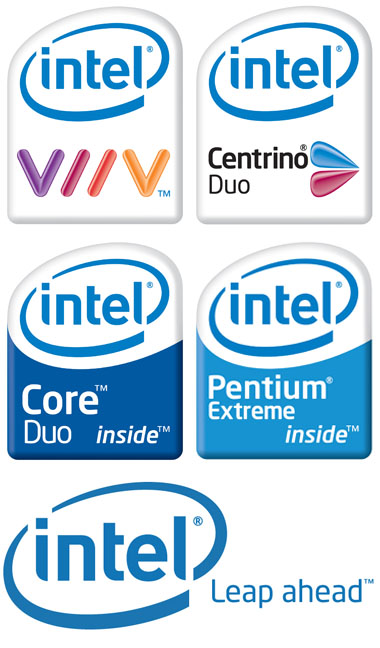 intel®
VIIV™
intel®
Centrino®
Duo
intel®
Core™
Duo inside™
intel®
Pentium®
Extreme
inside™
intel®
Leap ahead™